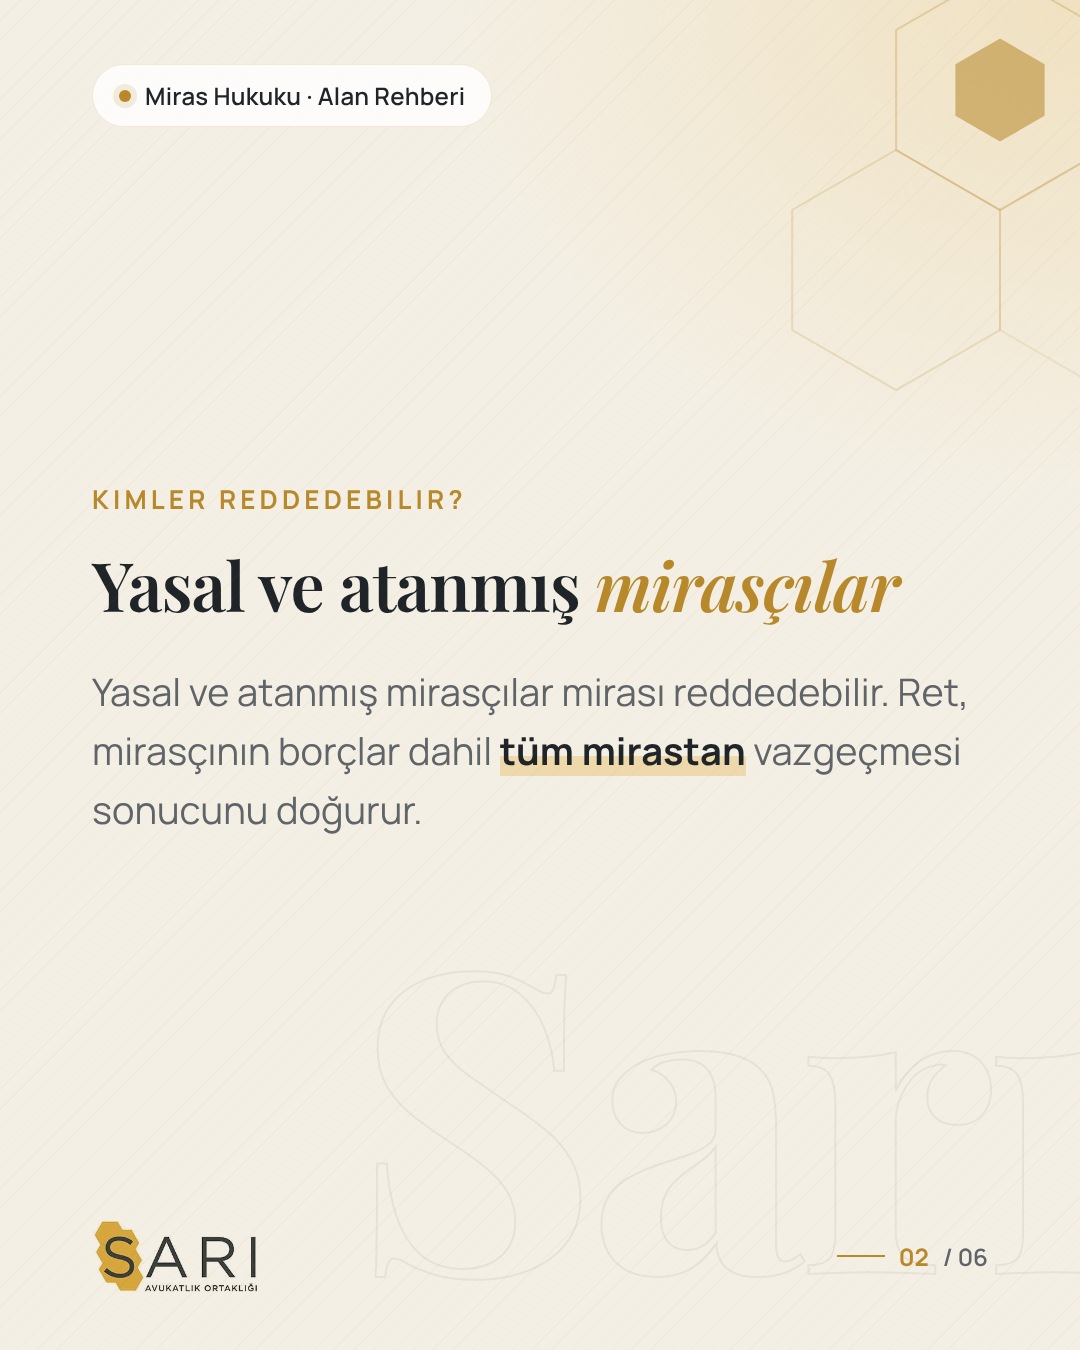 Miras Hukuku · Alan Rehberi
KIMLER REDDEDEBILIR?
Yasal ve atanmış mirasçılar
Yasal ve atanmış mirasçılar mirası reddedebilir. Ret,
mirasçının borçlar dahil tüm mirastan vazgeçmesi
sonucunu doğurur.
Sarı
SARI
AVUKATLIK ORTAKLIĞI
02 / 06